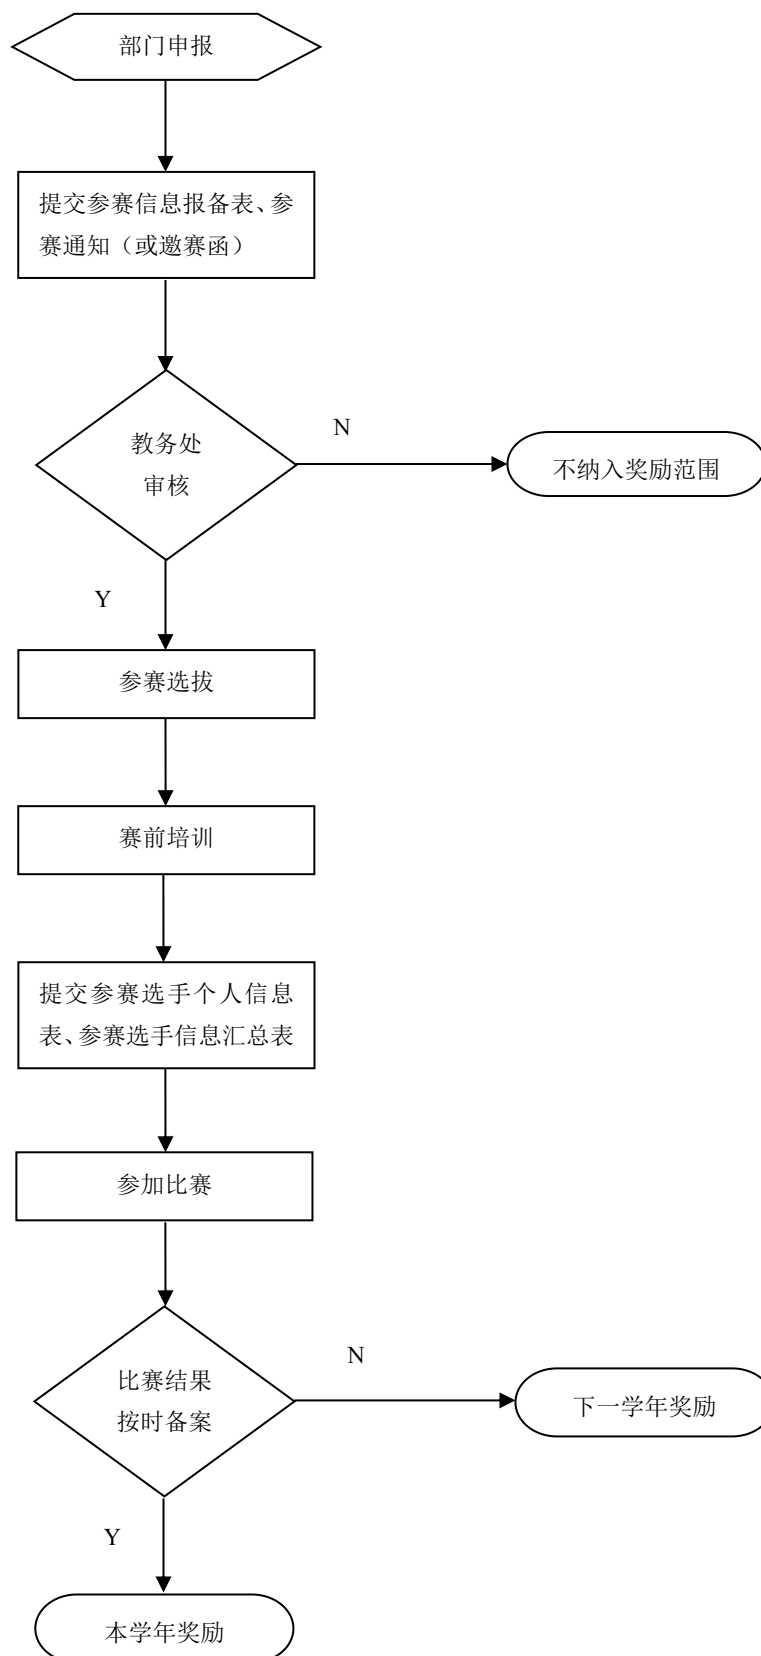 部门申报
提交参赛信息报备表、参
赛通知（或邀赛函）
教务处
审核
N
不纳入奖励范围
Y
参赛选拔
赛前培训
提交参赛选手个人信息
表、参赛选手信息汇总表
参加比赛
比赛结果
按时备案
N
下一学年奖励
Y
本学年奖励